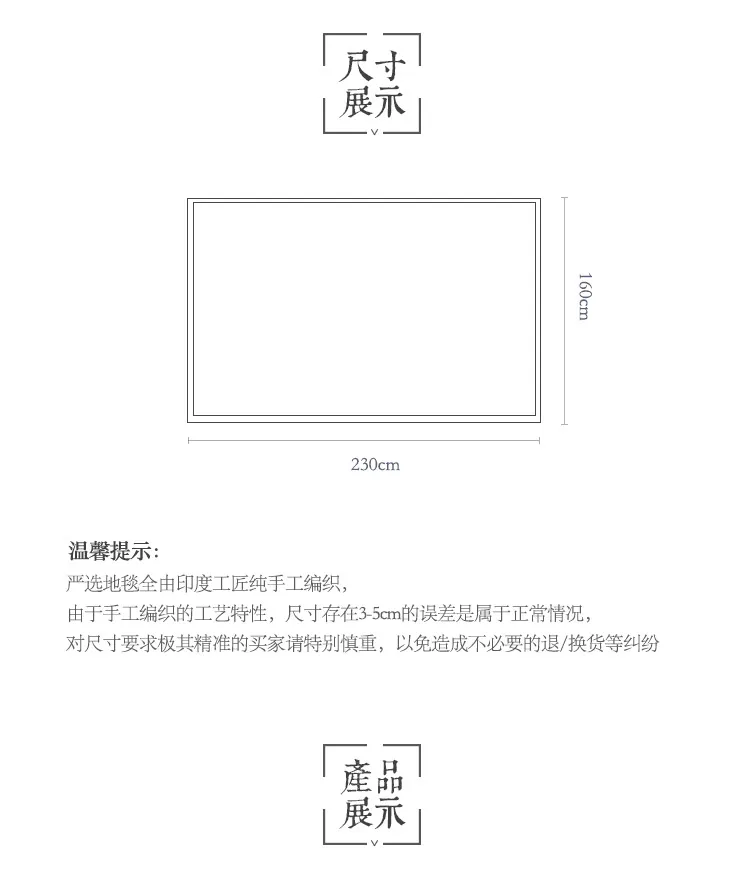 尺寸
展示
160cm
230cm
温馨提示：
严选地毯全由印度工匠纯手工编织，
由于手工编织的工艺特性，尺寸存在3-5cm的误差是属于正常情况，
对尺寸要求极其精准的买家请特别慎重，以免造成不必要的退/换货等纠纷
產品
展示